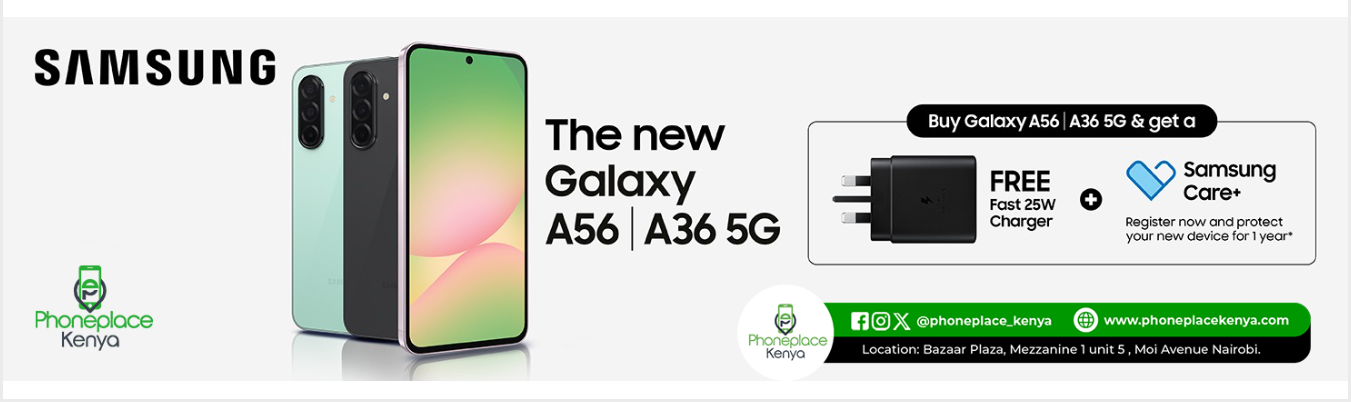 SAMSUNG
The new
Galaxy
A56 | A36 5G
Buy Galaxy A56 | A36 5G & get a
FREE
Fast 25W
Charger
Samsung
Care+
Register now and protect
your new device for 1 year*
Phoneplace
Kenya
Phoneplace
Kenya
@phoneplace_kenya
www.phoneplacekenya.com
Location: Bazaar Plaza, Mezzanine 1 unit 5 , Moi Avenue Nairobi.